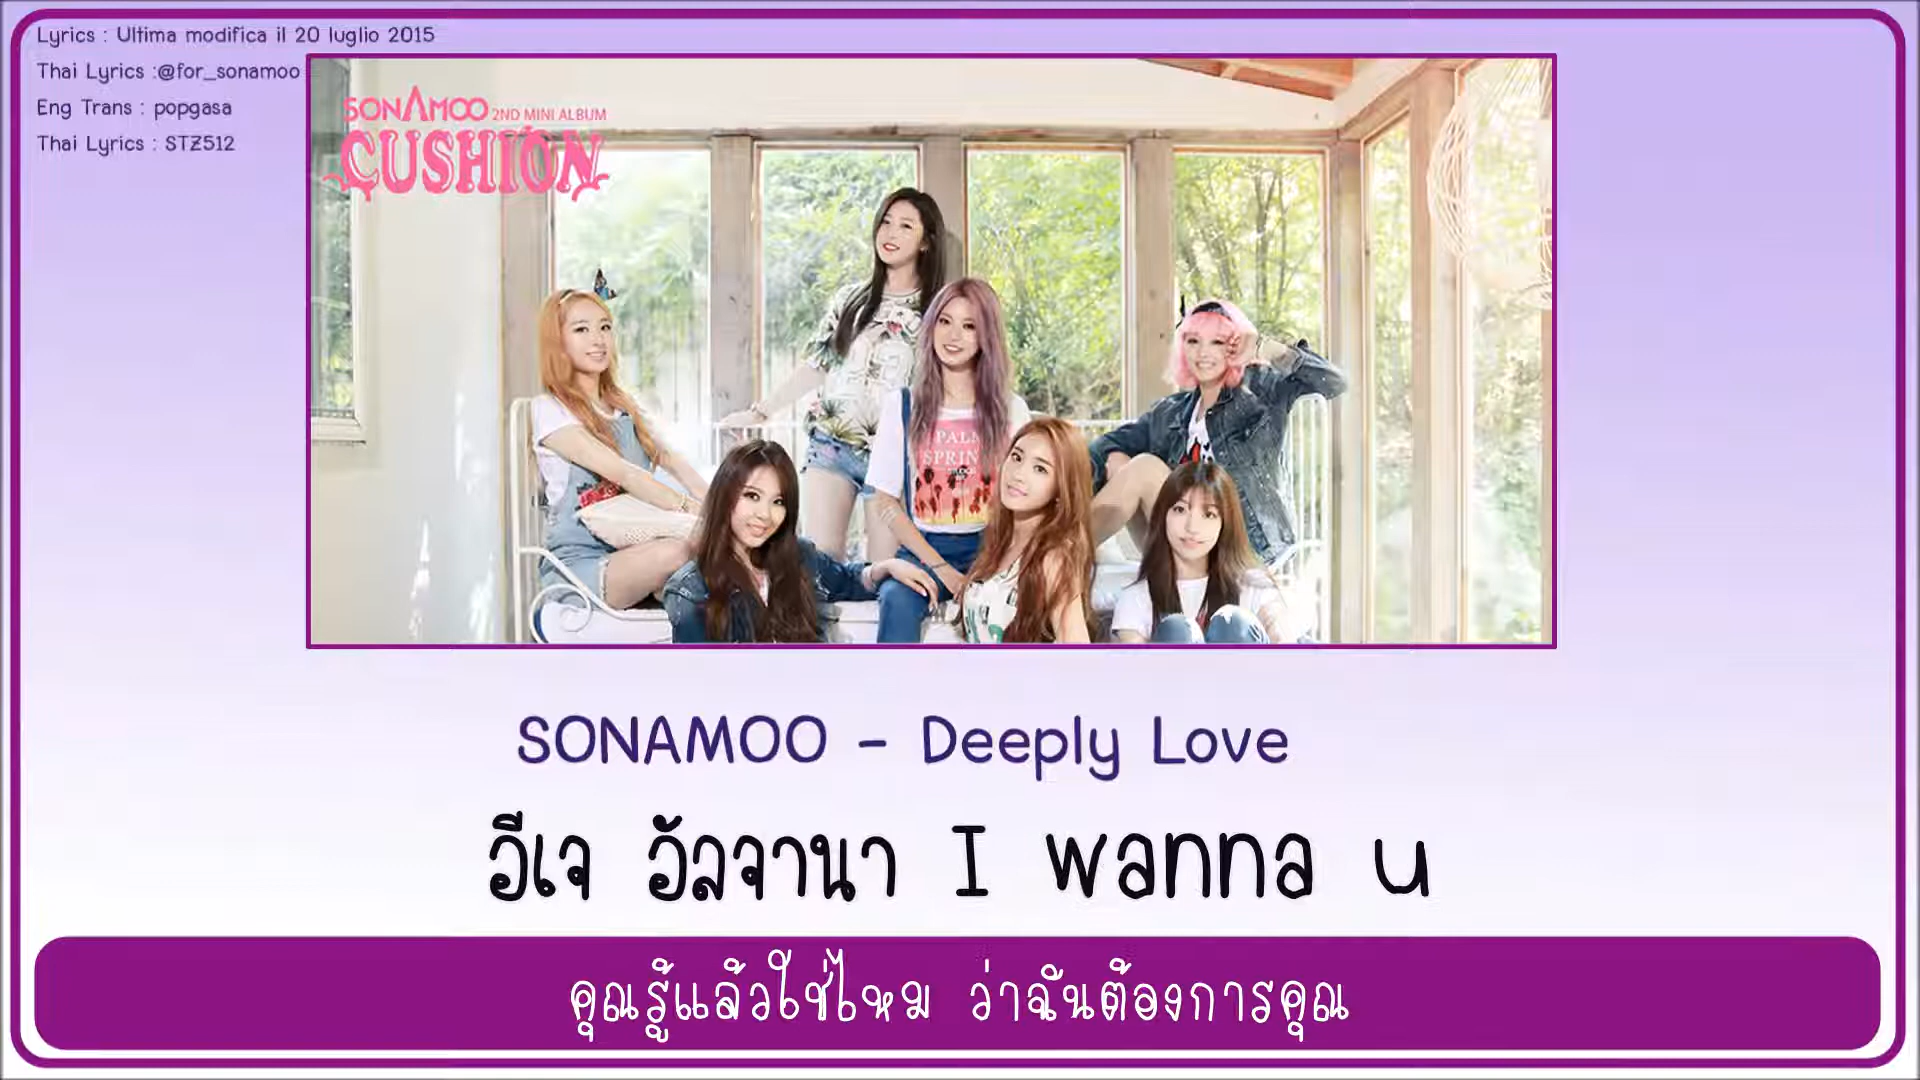 Lyrics : Ultima modifica il 20 luglio 2015
Thai Lyrics :@for_sonamoo
Eng Trans : popgasa
Thai Lyrics : STZ512
SONAMOO 2ND MINI ALBUM
CUSHION
PALM
SPRIN
SONAMOO - Deeply Love
อีเจ อัลจานา I wanna u
คุณรู้แล้วใช่ไหม ว่าฉันต้องการคุณ